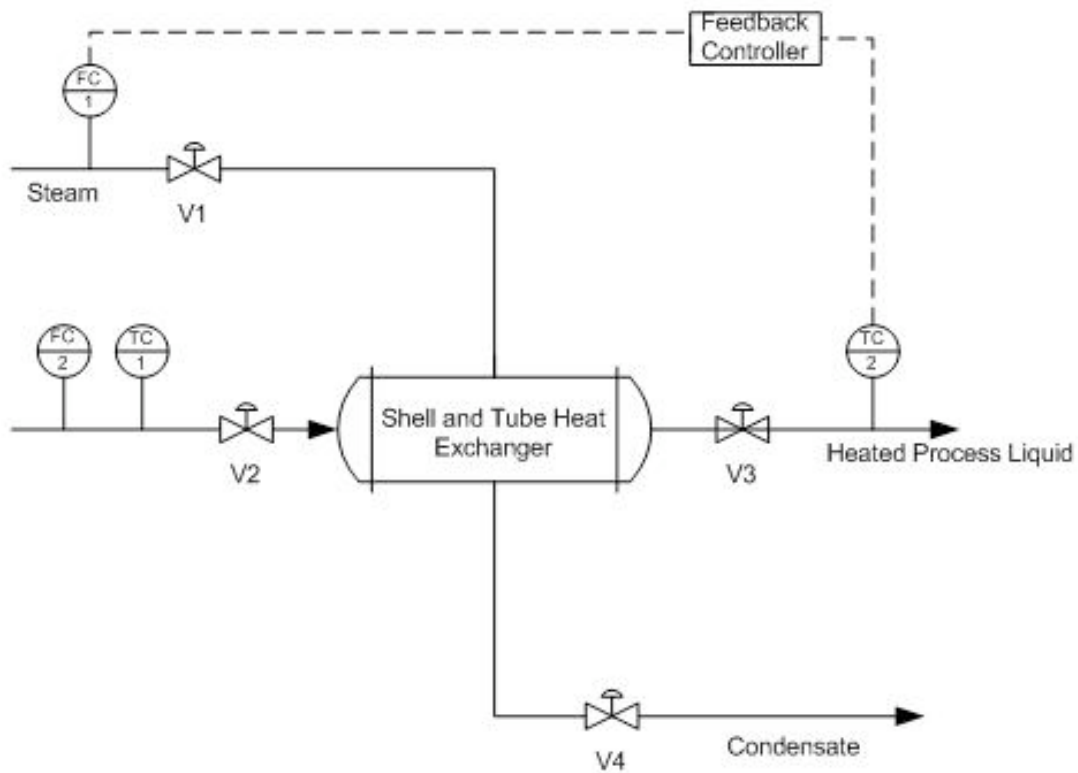 Feedback
Controller
FC
1
Steam
V1
FC
2
TC
1
TC
2
Shell and Tube Heat
Exchanger
V2
V3
Heated Process Liquid
V4
Condensate